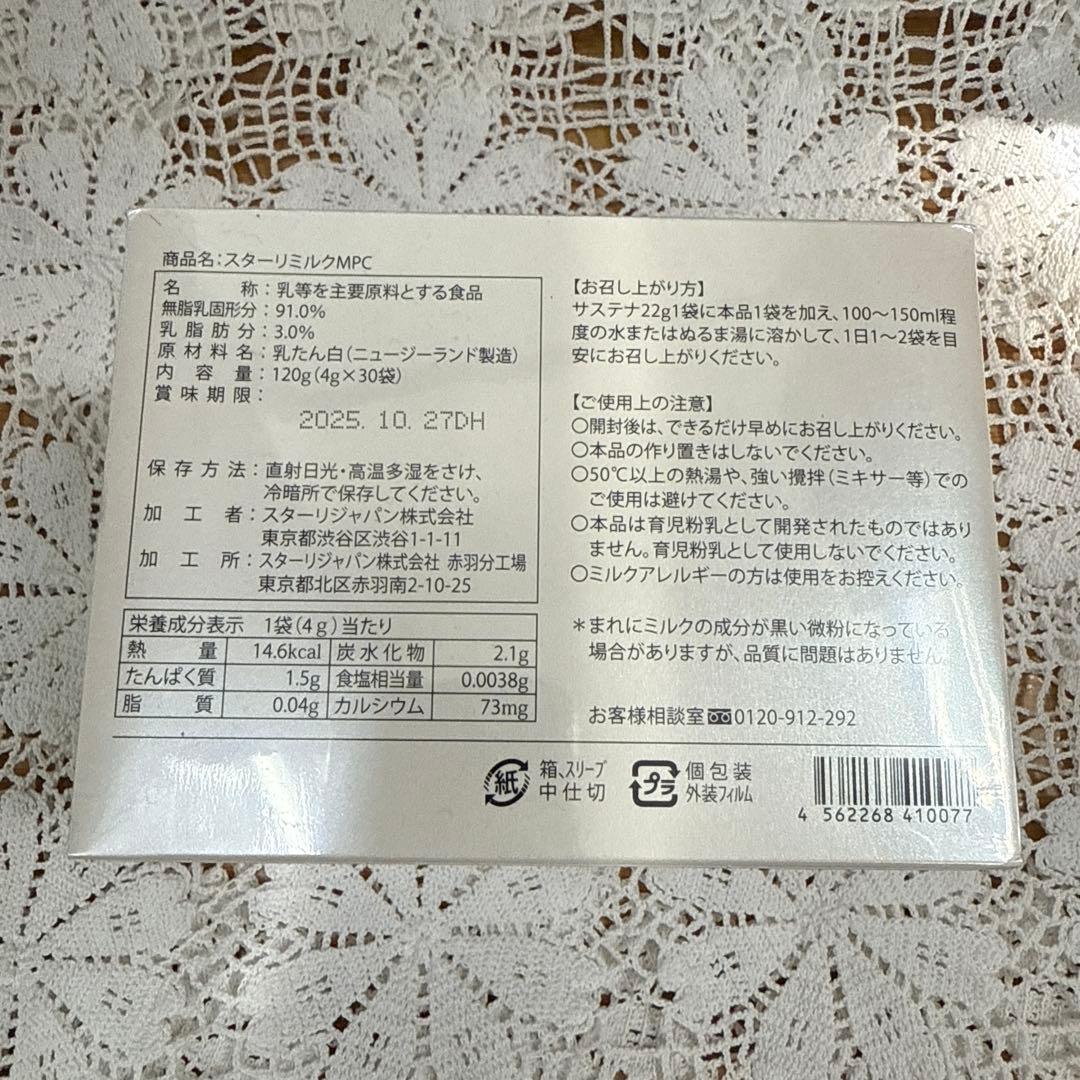 商品名：スターリミルクMPC
名称：乳等を主要原料とする食品
無脂乳固形分：91.0%
乳脂肪分：3.0%
原材料名：乳たん白（ニュージーランド製造）
内容量：120g（4g×30袋）
賞味期限：
2025. 10. 27DH
保存方法：直射日光・高温多湿をさけ、
冷暗所で保存してください。
加工者：スターリジャパン株式会社
東京都渋谷区渋谷1-1-11
加工所：スターリジャパン株式会社 赤羽分工場
東京都北区赤羽南2-10-25
栄養成分表示 1袋（4g）当たり
熱量 14.6kcal 炭水化物 2.1g
たんぱく質 1.5g 食塩相当量 0.0038g
脂質 0.04g カルシウム 73mg
【お召し上がり方】
サステナ22g1袋に本品1袋を加え、100〜150ml程
度の水またはぬるま湯に溶かして、1日1〜2袋を目
安にお召し上がりください。
【ご使用上の注意】
○開封後は、できるだけ早めにお召し上がりください。
○本品の作り置きはしないでください。
○50℃以上の熱湯や、強い攪拌（ミキサー等）での
ご使用は避けてください。
○本品は育児粉乳として開発されたものではあり
ません。育児粉乳として使用しないでください。
○ミルクアレルギーの方は使用をお控えください。
＊まれにミルクの成分が黒い微粉になっている
場合がありますが、品質に問題はありません。
お客様相談室 0120-912-292
紙 箱、スリーブ
中仕切
プラ 個包装
外装フィルム
4 562268 410077